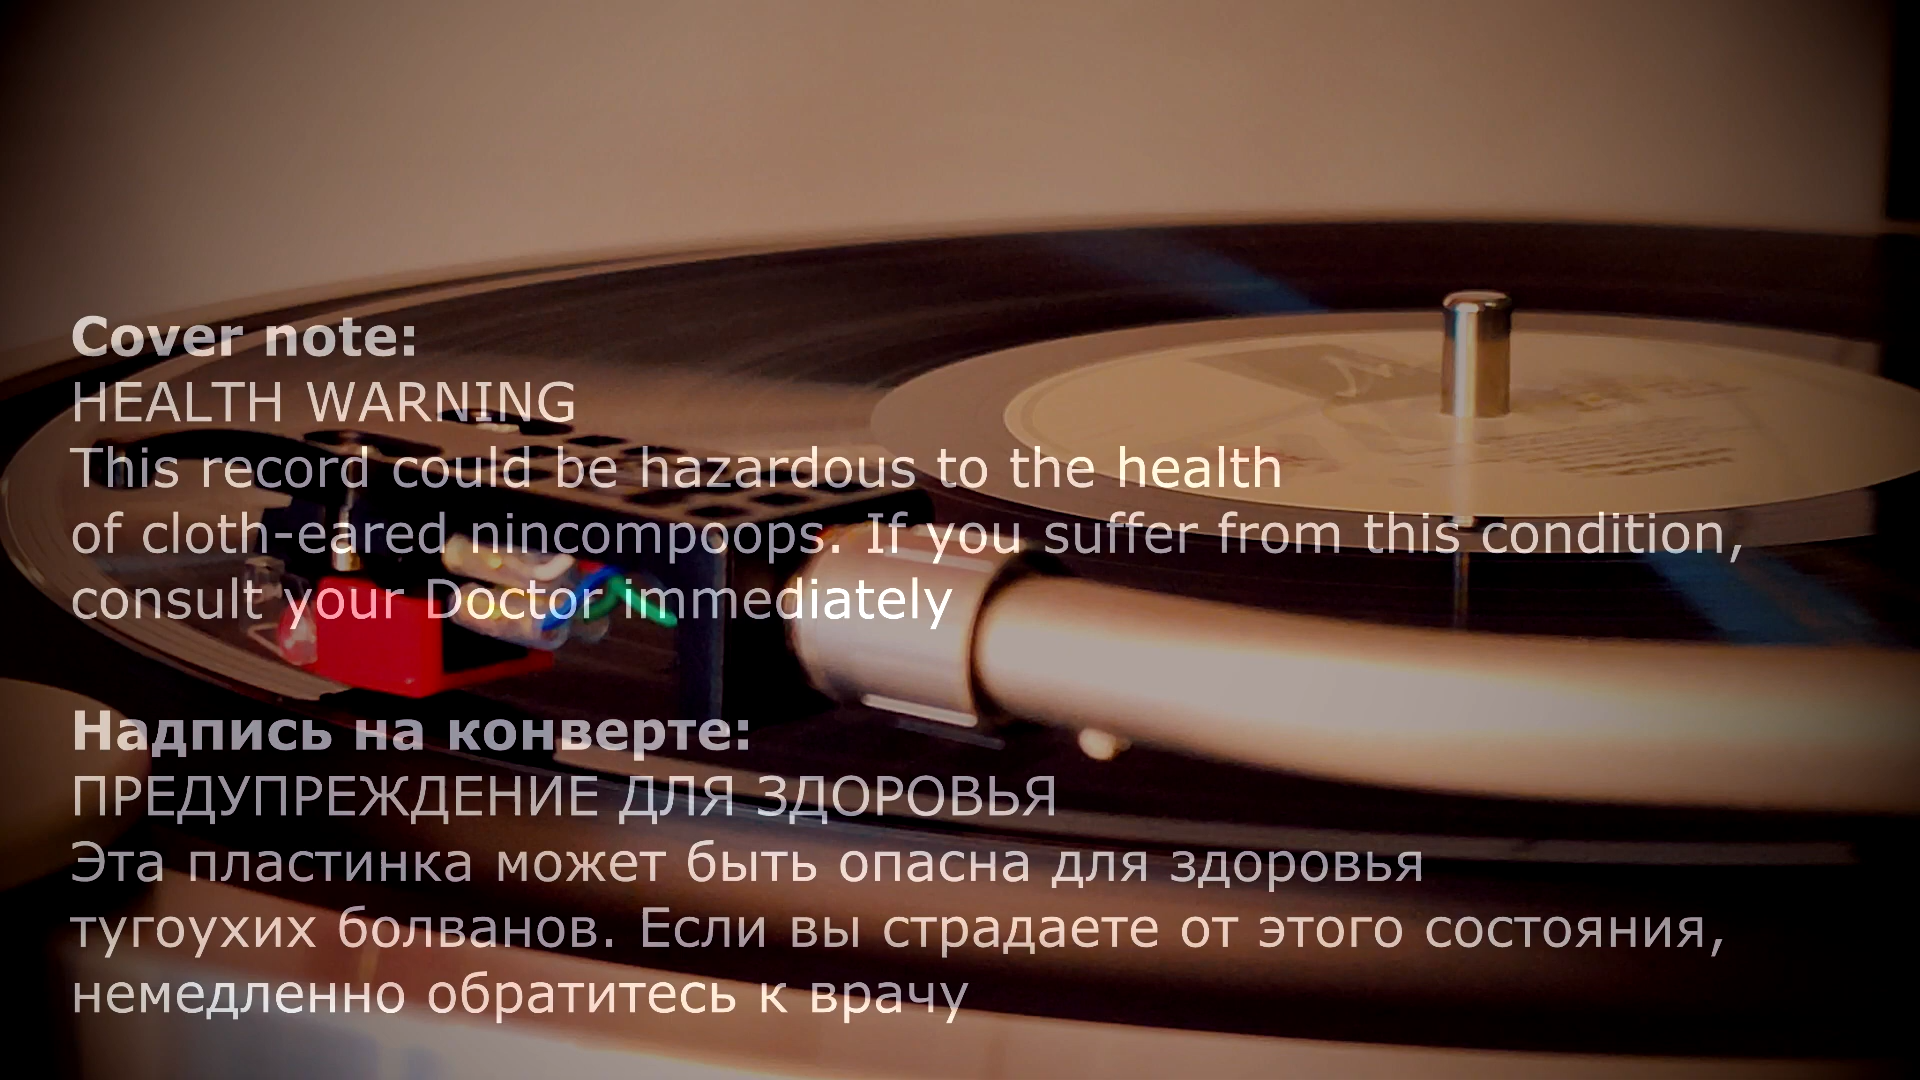 Cover note:
HEALTH WARNING
This record could be hazardous to the health
of cloth-eared nincompoops. If you suffer from this condition,
consult your Doctor immediately
Надпись на конверте:
ПРЕДУПРЕЖДЕНИЕ ДЛЯ ЗДОРОВЬЯ
Эта пластинка может быть опасна для здоровья
тугоухих болванов. Если вы страдаете от этого состояния,
немедленно обратитесь к врачу